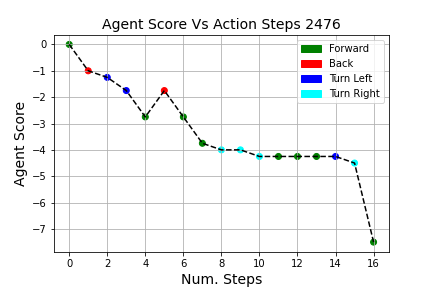 Agent Score Vs Action Steps 2476
Forward
Back
Turn Left
Turn Right
Agent Score
0
−1
−2
−3
−4
−5
−6
−7
0 2 4 6 8 10 12 14 16
Num. Steps